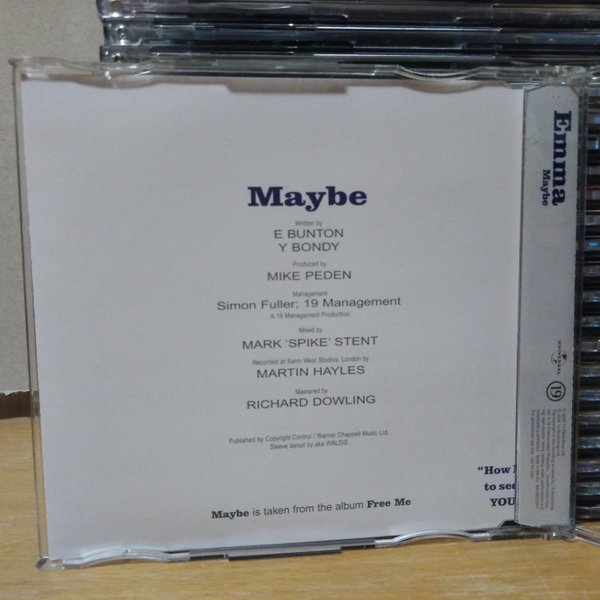 Maybe
Written by
E BUNTON
Y BONDY
Produced by
MIKE PEDEN
Management
Simon Fuller; 19 Management
A 19 Management Production
Mixed by
MARK ‘SPIKE’ STENT
Recorded at Sarm West Studios; London by
MARTIN HAYLES
Mastered by
RICHARD DOWLING
Published by Copyright Control / Warner Chappell Music Ltd.
Sleeve layout by aka WALDIE.
“How
to see
YOU
Maybe is taken from the album Free Me
Emma
Maybe
UNIVERSAL
19